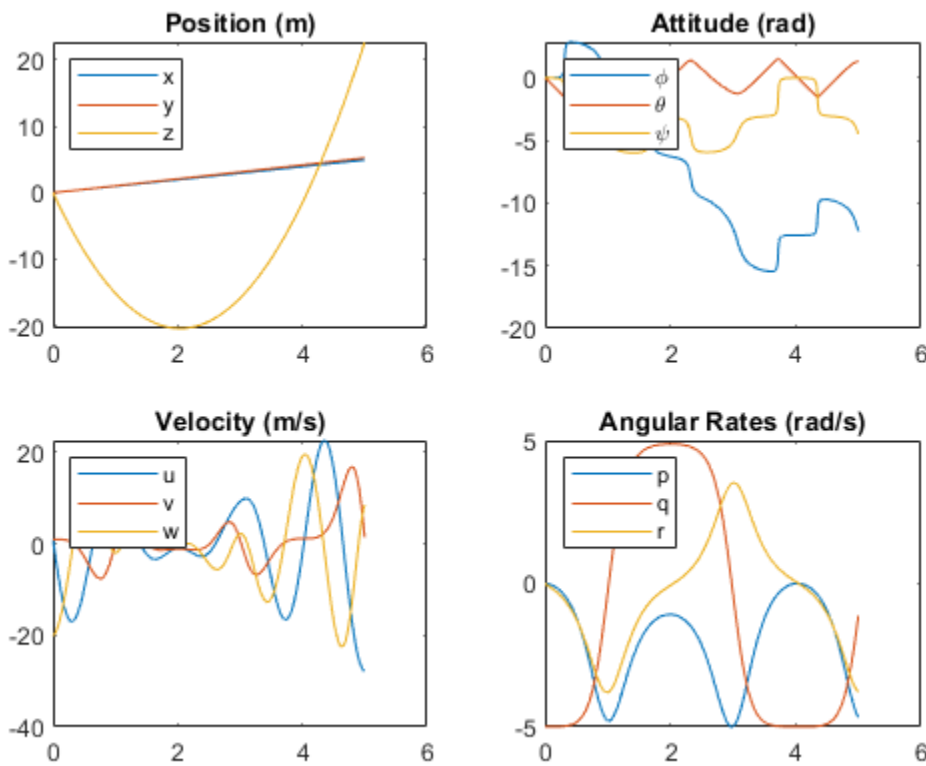 Position (m)
20
10
0
-10
-20
0 2 4 6
x
y
z
Attitude (rad)
0
-5
-10
-15
-20
0 2 4 6
ϕ
θ
ψ
Velocity (m/s)
20
0
-20
-40
0 2 4 6
u
v
w
Angular Rates (rad/s)
5
0
-5
0 2 4 6
p
q
r